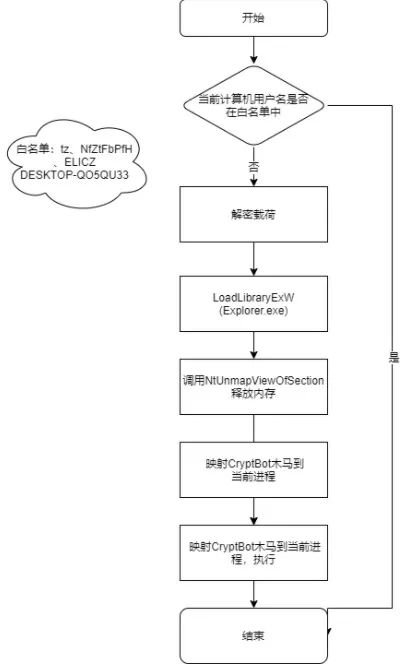 开始
当前计算机用户名是否
在白名单中
白名单：tz、NfZtFbPfH
、ELICZ
DESKTOP-QO5QU33
否
解密载荷
LoadLibraryExW
(Explorer.exe)
是
调用NtUnmapViewOfSection
释放内存
映射CryptBot木马到
当前进程
映射CryptBot木马到当前进
程，执行
结束